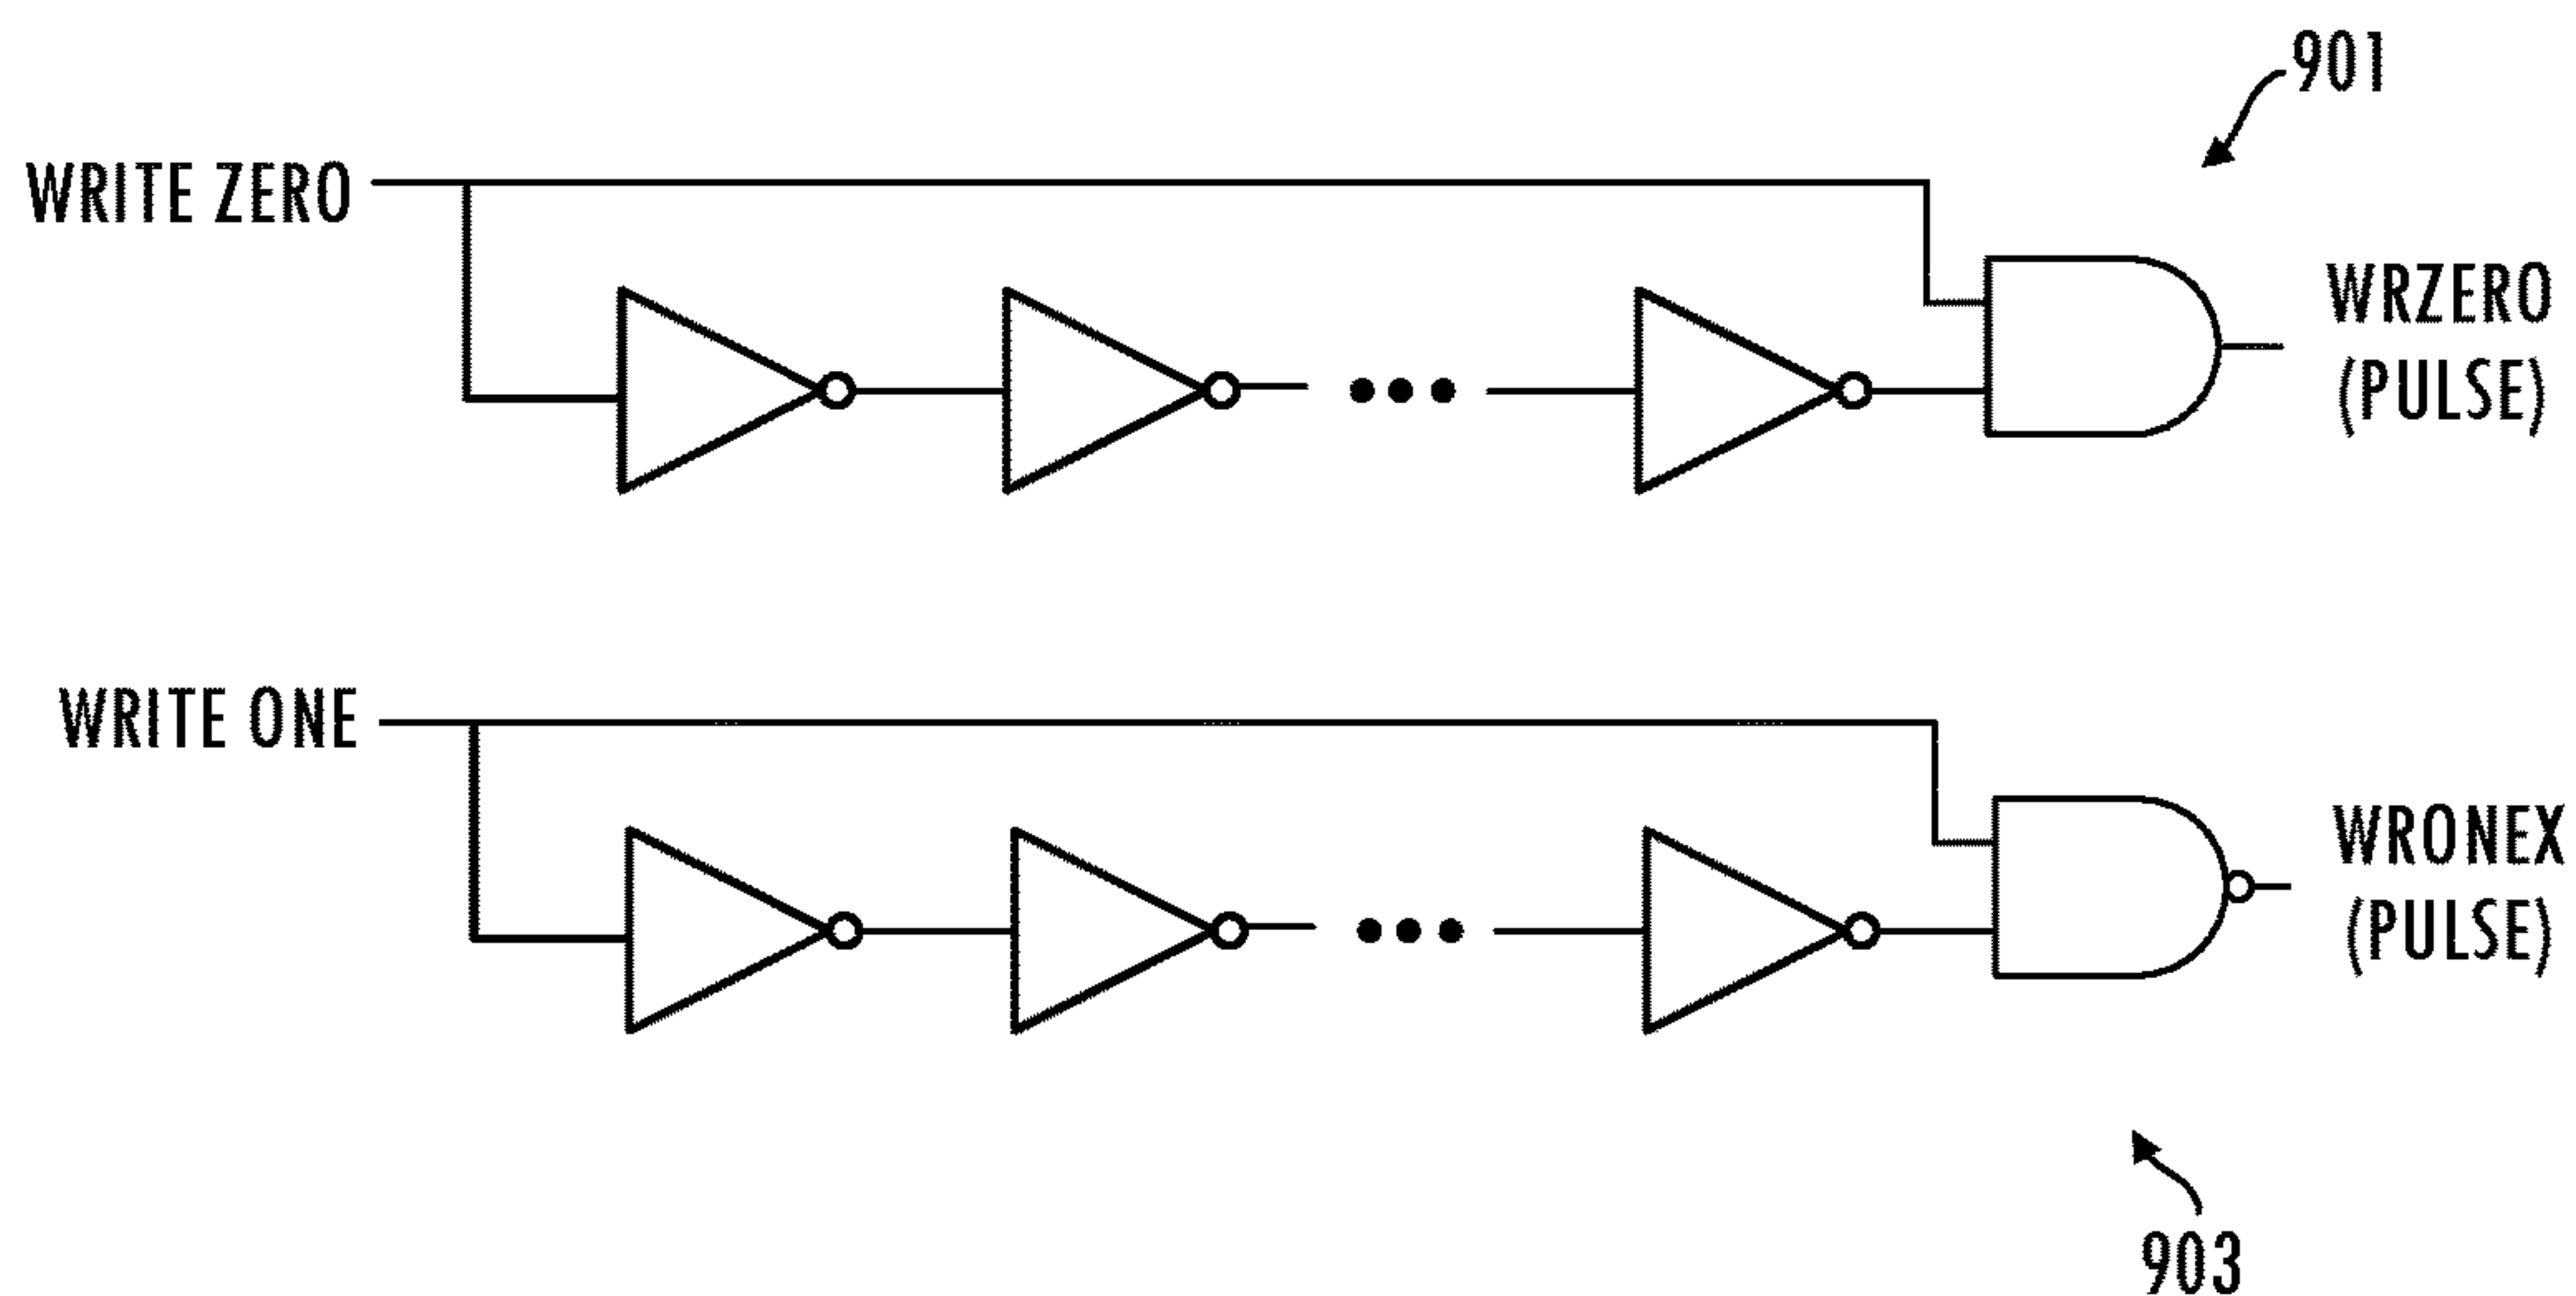 901
WRITE ZERO
WRZERO
(PULSE)
WRITE ONE
WRONEX
(PULSE)
903